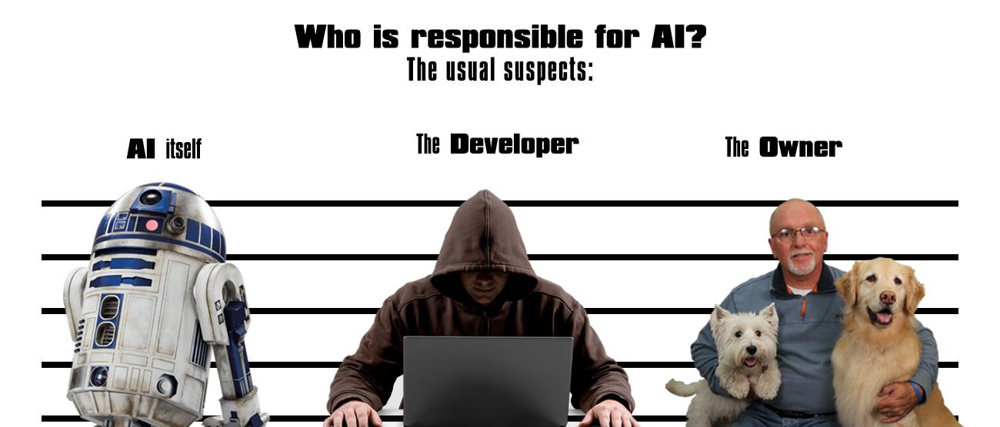 Who is responsible for AI?
The usual suspects:
AI itself
The Developer
The Owner